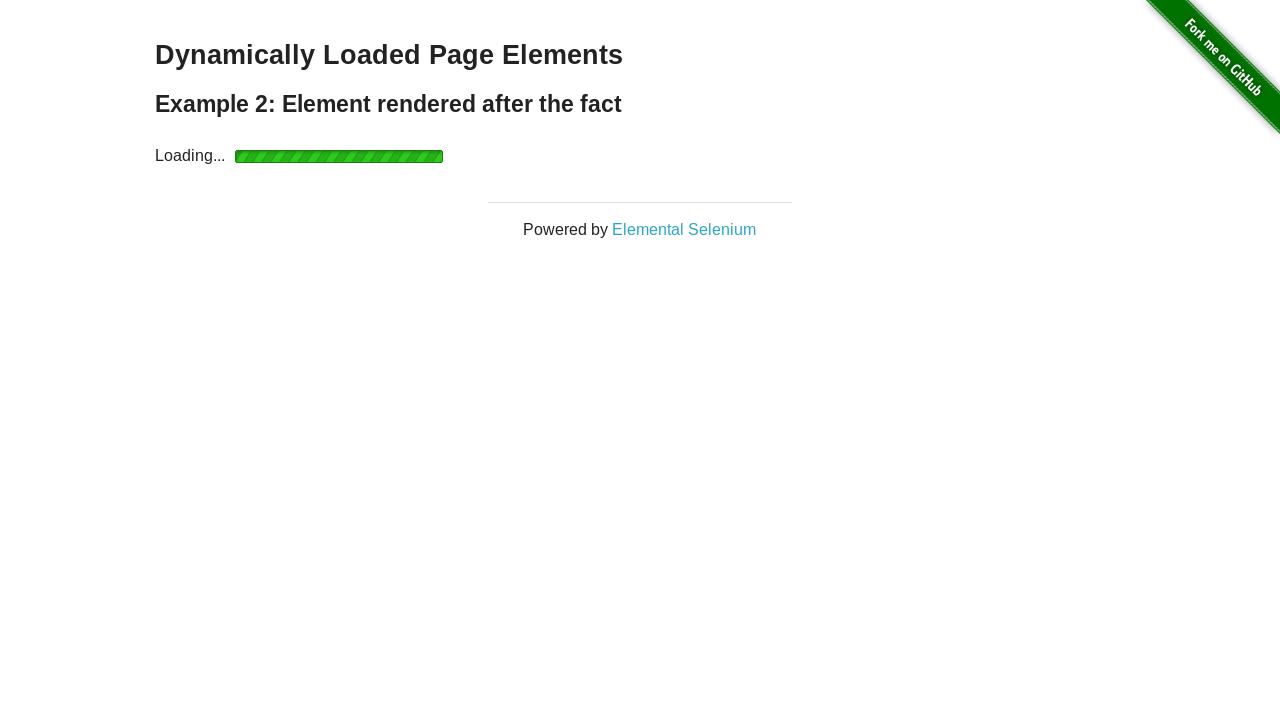 Dynamically Loaded Page Elements
Example 2: Element rendered after the fact
Loading...
Powered by Elemental Selenium
Fork me on GitHub